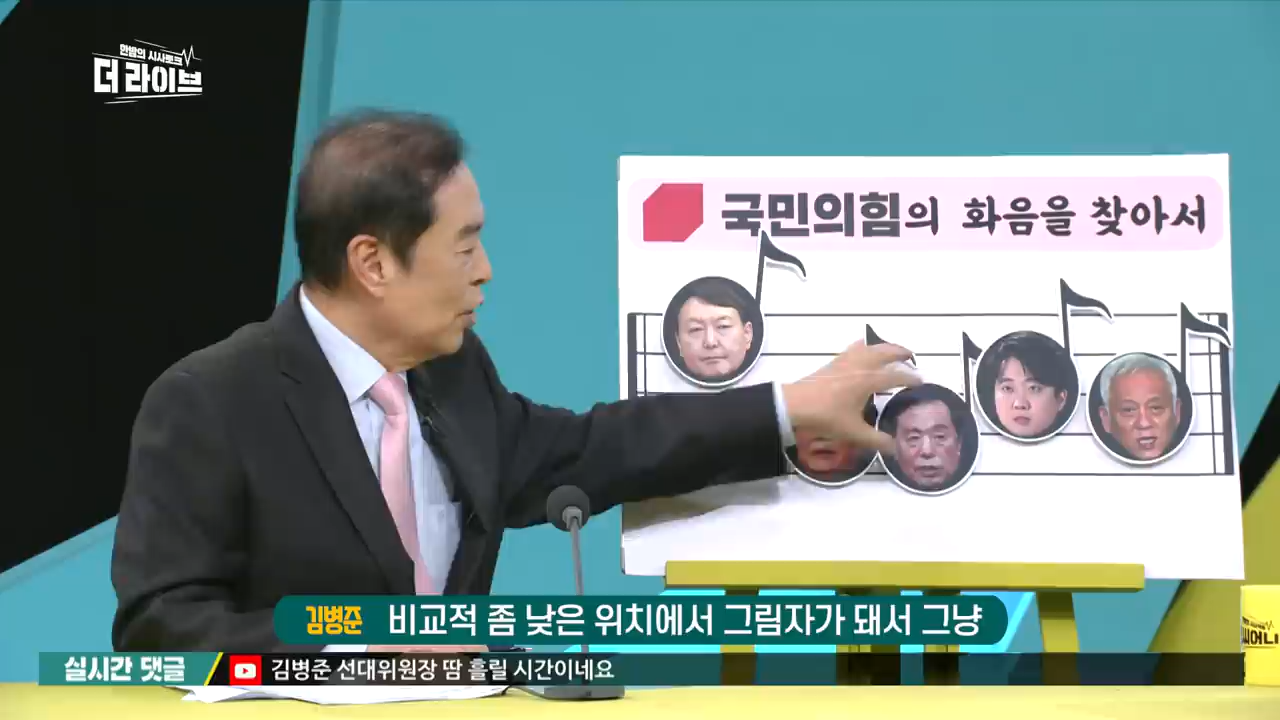 한밤의 시사토크
더 라이브
국민의힘의 화음을 찾아서
김병준 비교적 좀 낮은 위치에서 그림자가 돼서 그냥
실시간 댓글 김병준 선대위원장 땀 흘릴 시간이네요